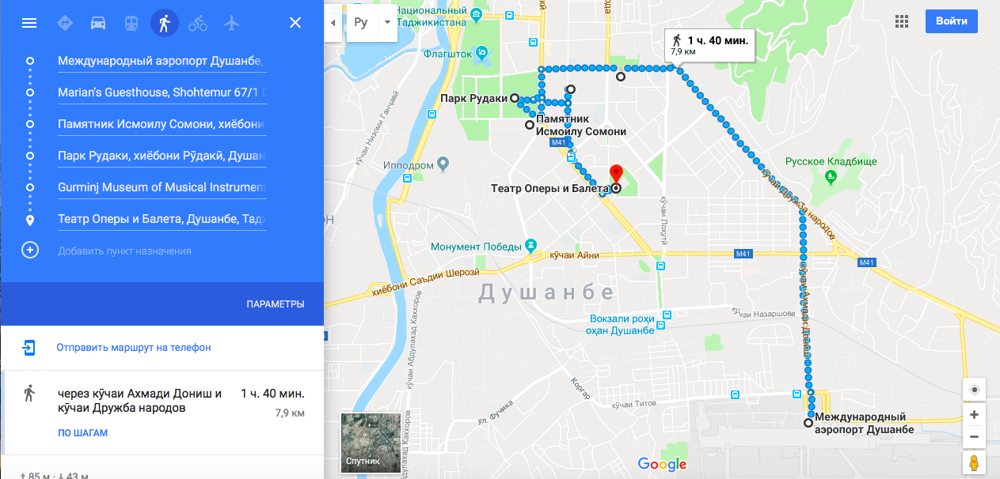 Международный аэропорт Душанбе,
Marian's Guesthouse, Shohtemur 67/1
Памятник Исмоилу Сомони, хиёбони
Парк Рудаки, хиёбони Рӯдакӣ, Душан
Gurminj Museum of Musical Instrument
Театр Оперы и Балета, Душанбе, Тад
Добавить пункт назначения
ПАРАМЕТРЫ
Отправить маршрут на телефон
через кӯчаи Ахмади Дониш и
кӯчаи Дружба народов
1 ч. 40 мин.
7,9 км
ПО ШАГАМ
↑ 85 м · ↓ 43 м
Ру
Войти
Национальный
Таджикистана
Флагшток
1 ч. 40 мин.
7,9 км
Парк Рудаки
Памятник
Исмоилу Сомони
M41
кӯчаи Низоми Ганҷавӣ
Ипподром
Театр Оперы и Балета
Русское Кладбище
кӯчаи Дружба народов
кӯчаи Лоҳутӣ
Монумент Победы
кӯчаи Айни
M41
M41
хиёбони Саъдии Шерозӣ
Душанбе
кӯчаи Ахмади Дониш
Вокзали роҳи
оҳан Душанбе
кӯчаи Назаршоев
кӯчаи Абдулаҳад Каххоров
Коргар
ул. Фучика
кӯчаи Титов
Международный
аэропорт Душанбе
Спутник
Google